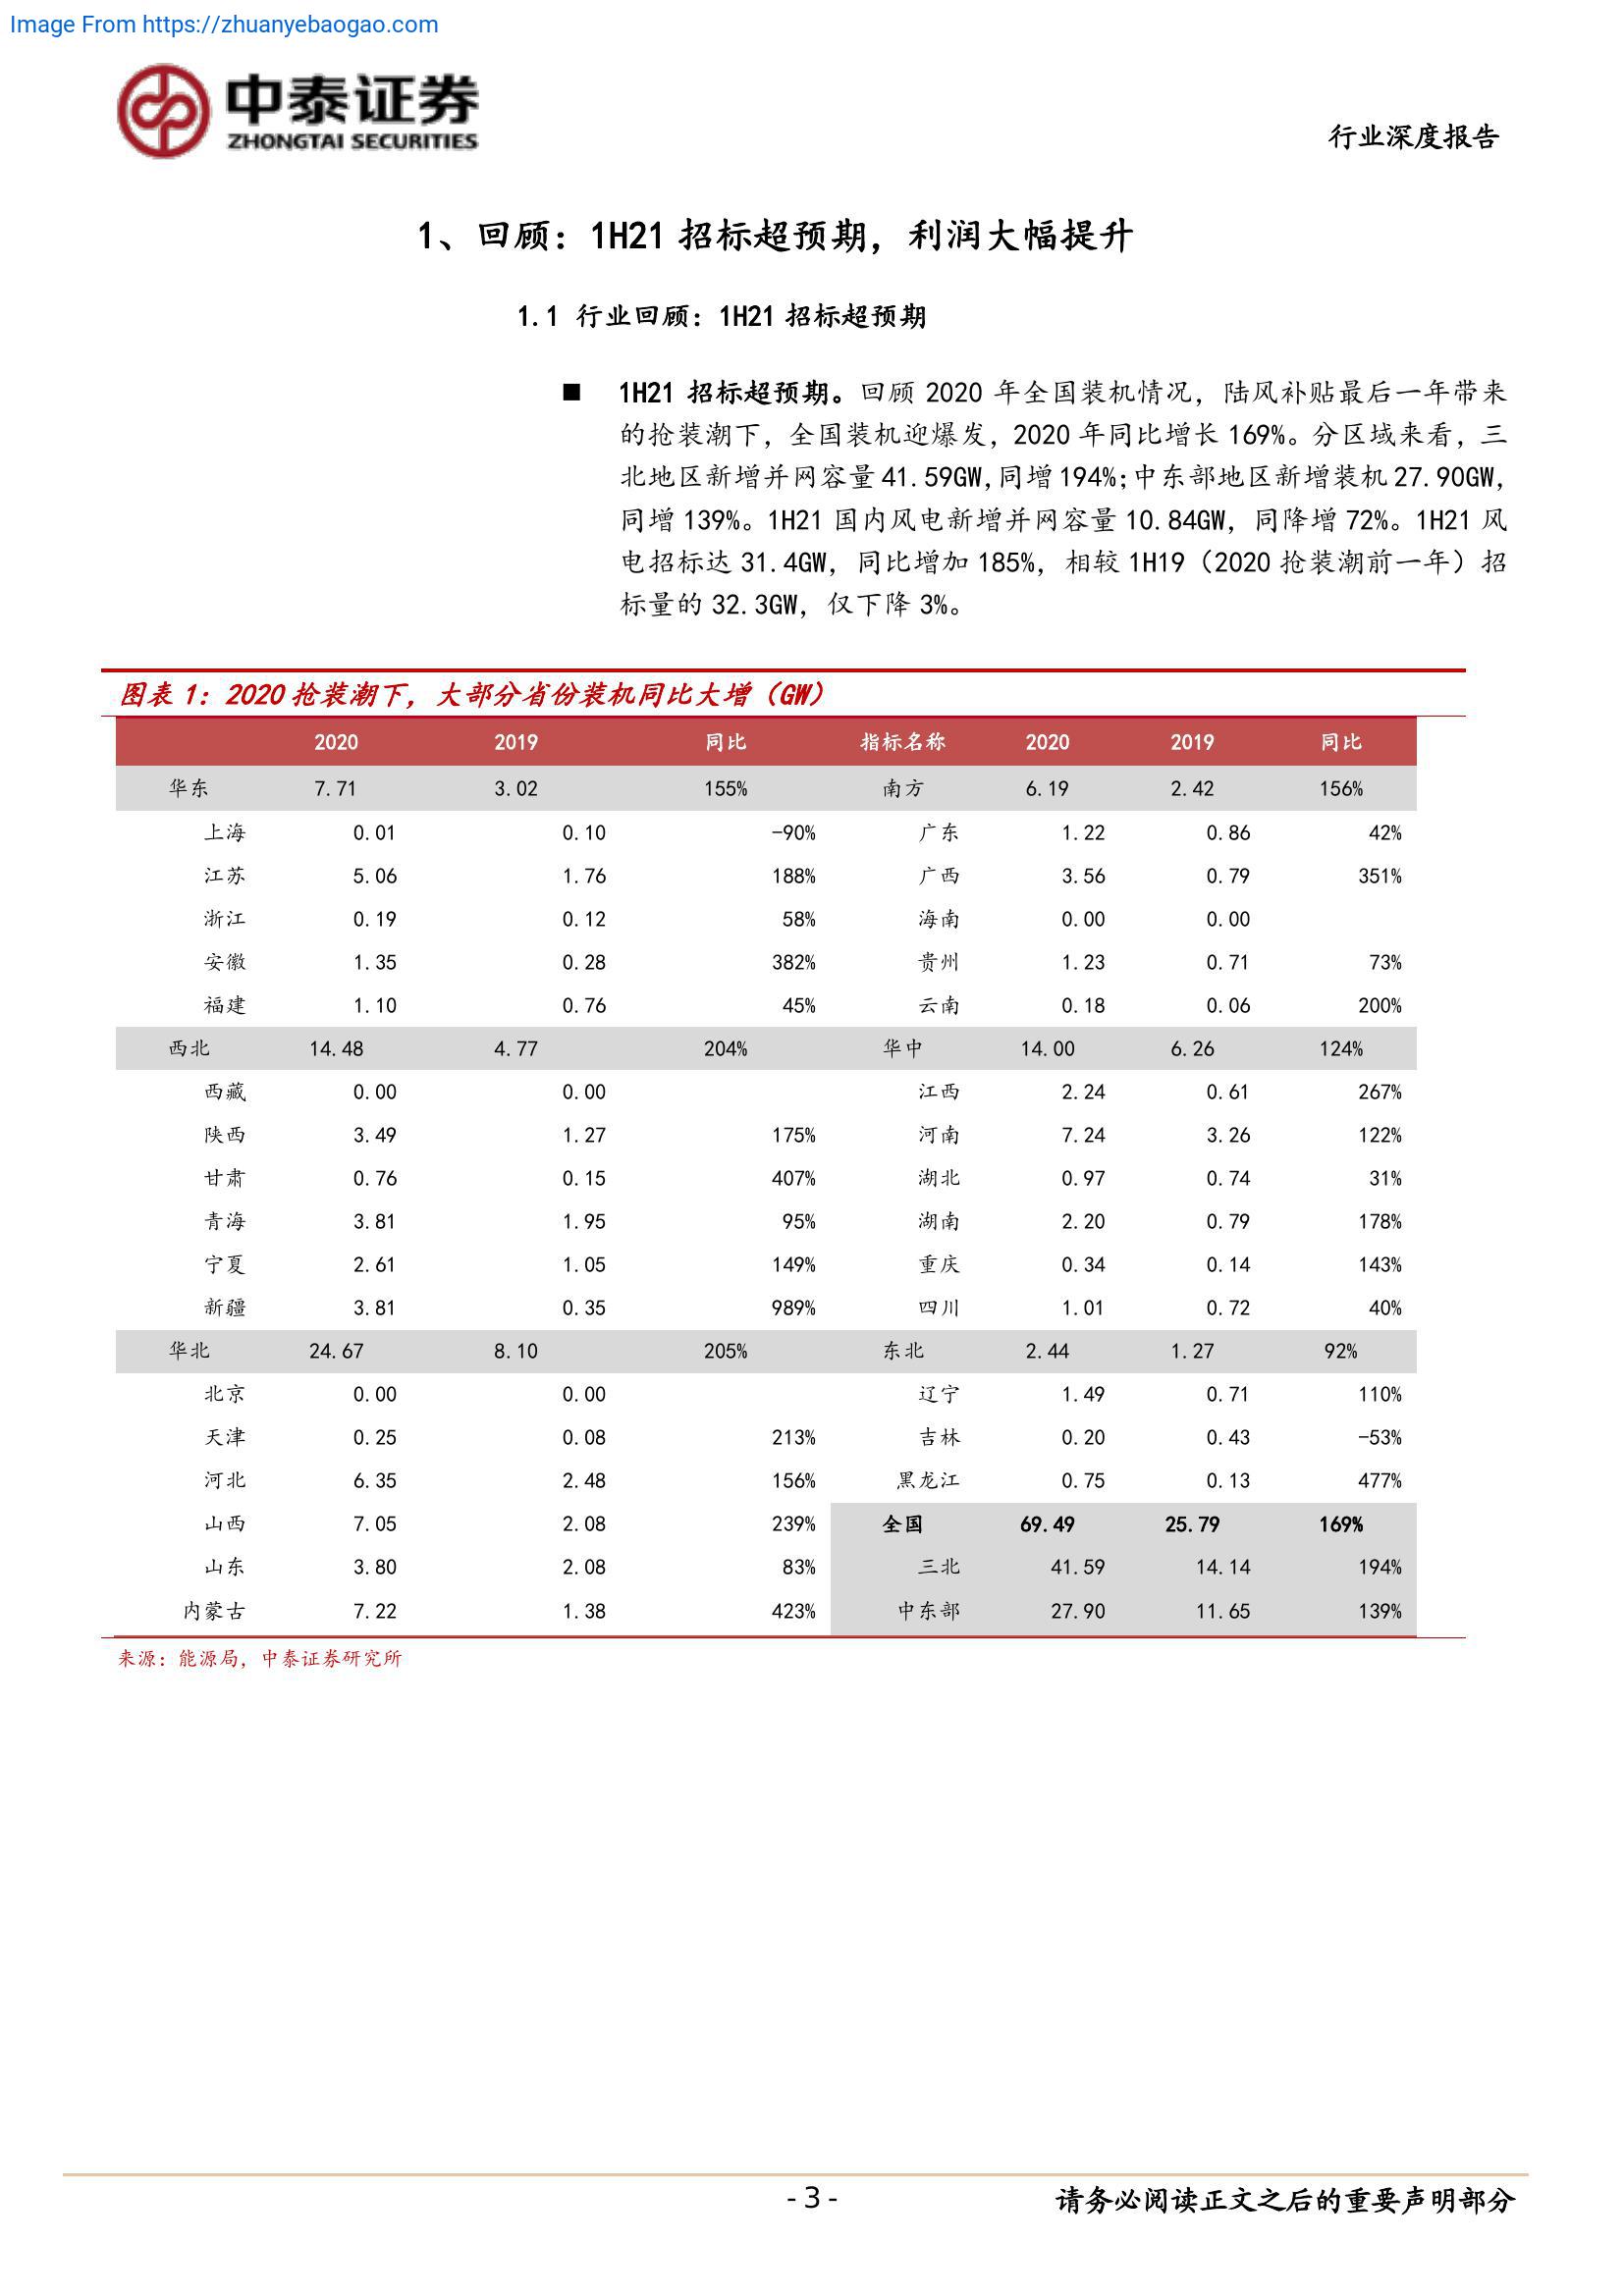 Image From https://zhuanyebaogao.com
中泰证券
ZHONGTAI SECURITIES
行业深度报告
1、回顾：1H21 招标超预期，利润大幅提升
1.1 行业回顾：1H21 招标超预期
■ 1H21 招标超预期。回顾 2020 年全国装机情况，陆风补贴最后一年带来
的抢装潮下，全国装机迎爆发，2020 年同比增长 169%。分区域来看，三
北地区新增并网容量 41.59GW,同增 194%;中东部地区新增装机 27.90GW,
同增 139%。1H21 国内风电新增并网容量 10.84GW，同降增 72%。1H21 风
电招标达 31.4GW，同比增加 185%，相较 1H19（2020 抢装潮前一年）招
标量的 32.3GW，仅下降 3%。
图表 1：2020 抢装潮下，大部分省份装机同比大增（GW）
2020 2019 同比 指标名称 2020 2019 同比
华东 7.71 3.02 155% 南方 6.19 2.42 156%
上海 0.01 0.10 -90% 广东 1.22 0.86 42%
江苏 5.06 1.76 188% 广西 3.56 0.79 351%
浙江 0.19 0.12 58% 海南 0.00 0.00
安徽 1.35 0.28 382% 贵州 1.23 0.71 73%
福建 1.10 0.76 45% 云南 0.18 0.06 200%
西北 14.48 4.77 204% 华中 14.00 6.26 124%
西藏 0.00 0.00 江西 2.24 0.61 267%
陕西 3.49 1.27 175% 河南 7.24 3.26 122%
甘肃 0.76 0.15 407% 湖北 0.97 0.74 31%
青海 3.81 1.95 95% 湖南 2.20 0.79 178%
宁夏 2.61 1.05 149% 重庆 0.34 0.14 143%
新疆 3.81 0.35 989% 四川 1.01 0.72 40%
华北 24.67 8.10 205% 东北 2.44 1.27 92%
北京 0.00 0.00 辽宁 1.49 0.71 110%
天津 0.25 0.08 213% 吉林 0.20 0.43 -53%
河北 6.35 2.48 156% 黑龙江 0.75 0.13 477%
山西 7.05 2.08 239% 全国 69.49 25.79 169%
山东 3.80 2.08 83% 三北 41.59 14.14 194%
内蒙古 7.22 1.38 423% 中东部 27.90 11.65 139%
来源：能源局，中泰证券研究所
- 3 -
请务必阅读正文之后的重要声明部分